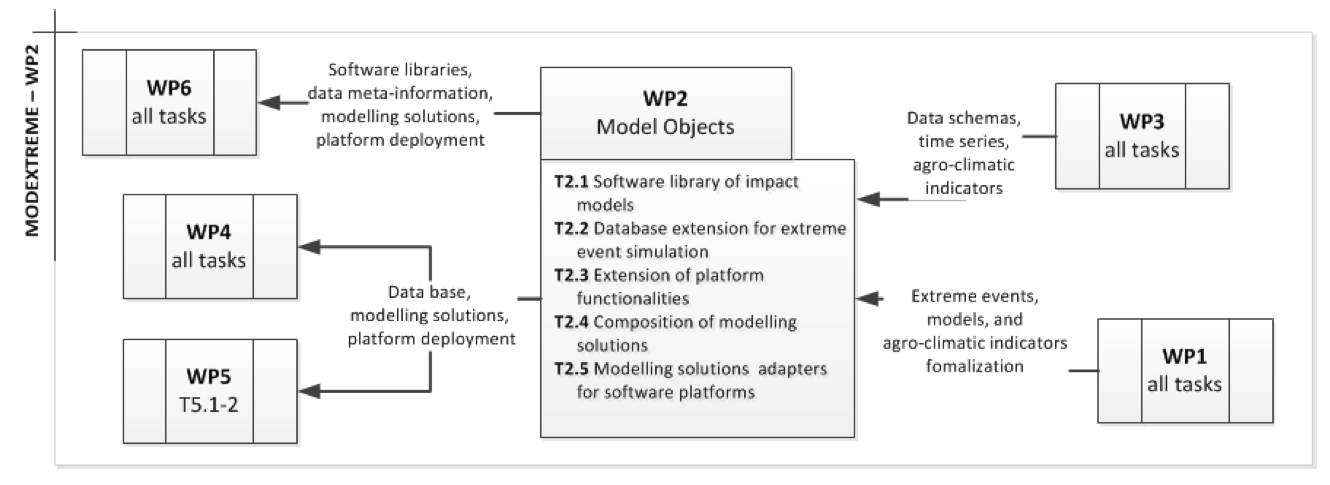 MODEXTREME – WP2
WP6
all tasks
Software libraries,
data meta-information,
modelling solutions,
platform deployment
WP4
all tasks
WP5
T5.1-2
Data base,
modelling solutions,
platform deployment
WP2
Model Objects
T2.1 Software library of impact
models
T2.2 Database extension for extreme
event simulation
T2.3 Extension of platform
functionalities
T2.4 Composition of modelling
solutions
T2.5 Modelling solutions adapters
for software platforms
Data schemas,
time series,
agro-climatic
indicators
WP3
all tasks
Extreme events,
models, and
agro-climatic indicators
fomalization
WP1
all tasks